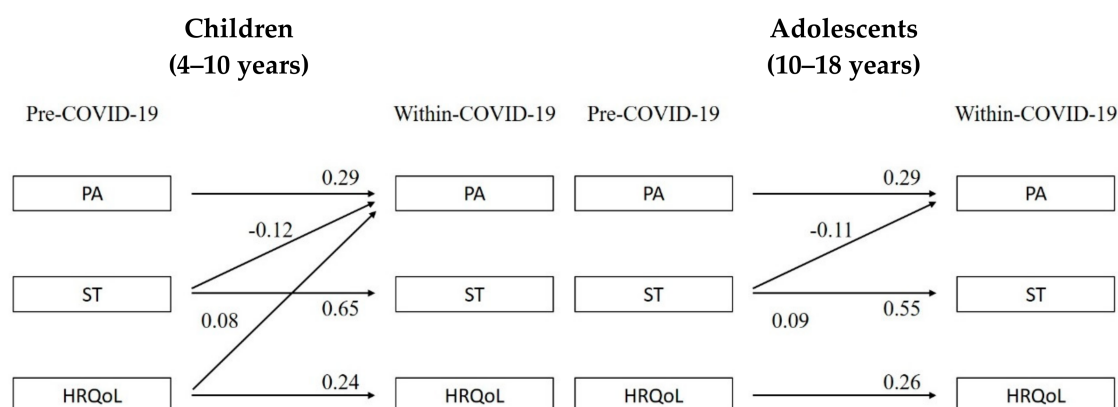 Children
(4–10 years)
Adolescents
(10–18 years)
Pre-COVID-19
Within-COVID-19
Pre-COVID-19
Within-COVID-19
PA
0.29
PA
PA
0.29
PA
-0.12
-0.11
ST
ST
ST
ST
0.08
0.65
0.09
0.55
HRQoL
0.24
HRQoL
HRQoL
0.26
HRQoL